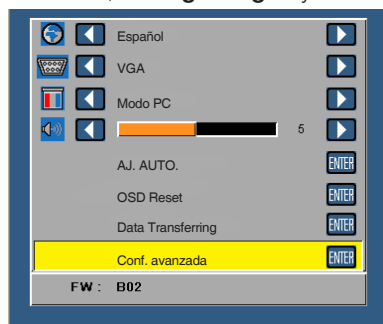 Español
VGA
Modo PC
5
AJ. AUTO.
ENTER
OSD Reset
ENTER
Data Transferring
ENTER
Conf. avanzada
ENTER
FW : B02